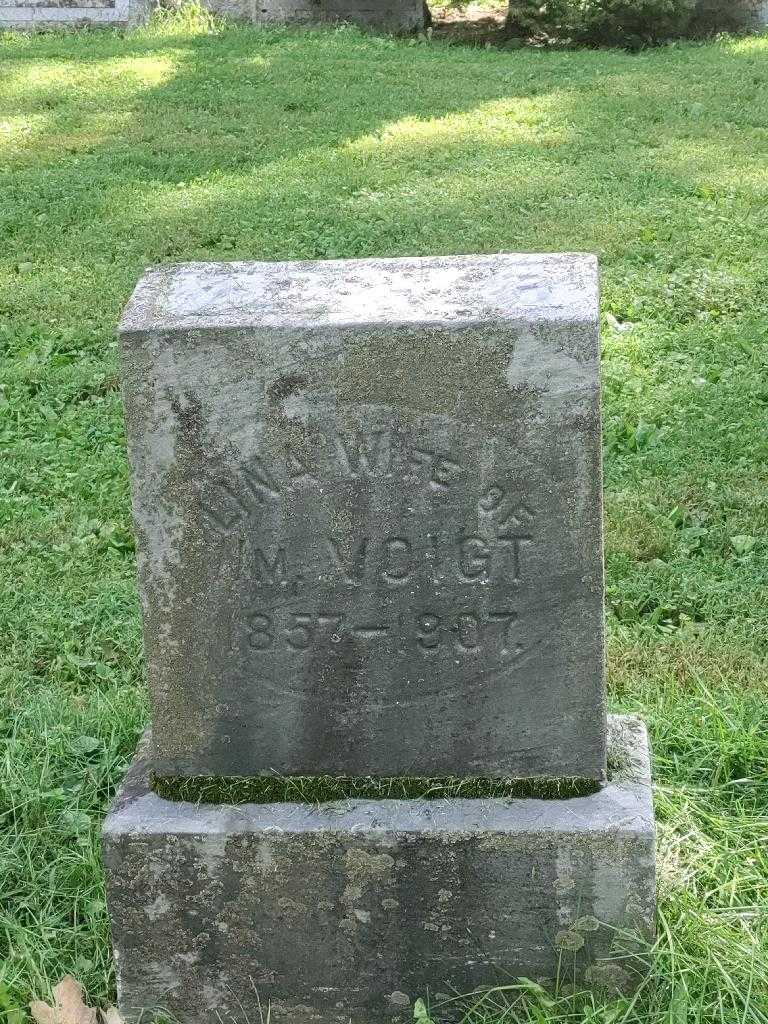 LINA WIFE OF
M. VOIGT
1857–1907.